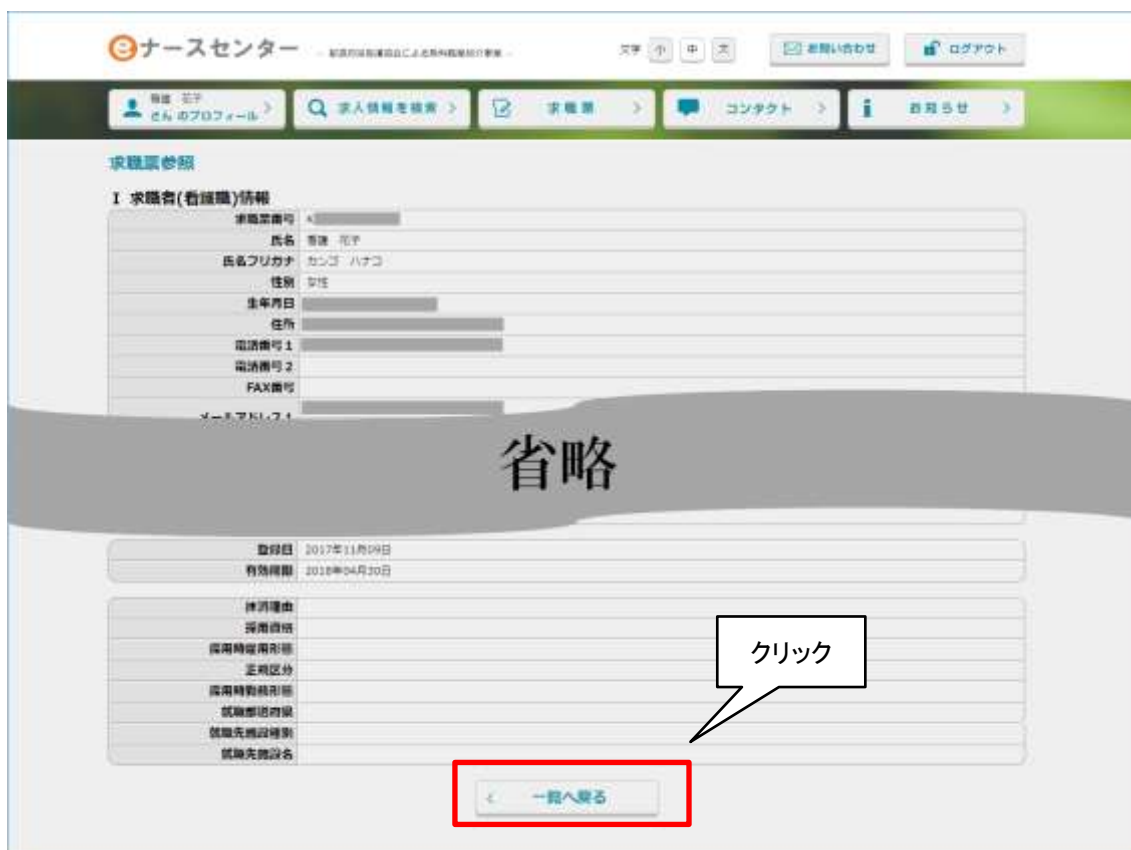 eナースセンター
文字 小 中 大
お問い合わせ
ログアウト
看護 花子
さん のプロフィール
求人情報を検索
求職票
コンタクト
お知らせ
求職票参照
I 求職者(看護職)情報
求職票番号
氏名 看護 花子
氏名フリガナ カンゴ ハナコ
性別 女性
生年月日
住所
電話番号1
電話番号2
FAX番号
メールアドレス1
省略
登録日 2017年11月09日
有効期限 2018年04月30日
抹消理由
採用資格
採用時雇用形態
正規区分
採用時勤務形態
就職都道府県
就職先施設種別
就職先施設名
クリック
一覧へ戻る